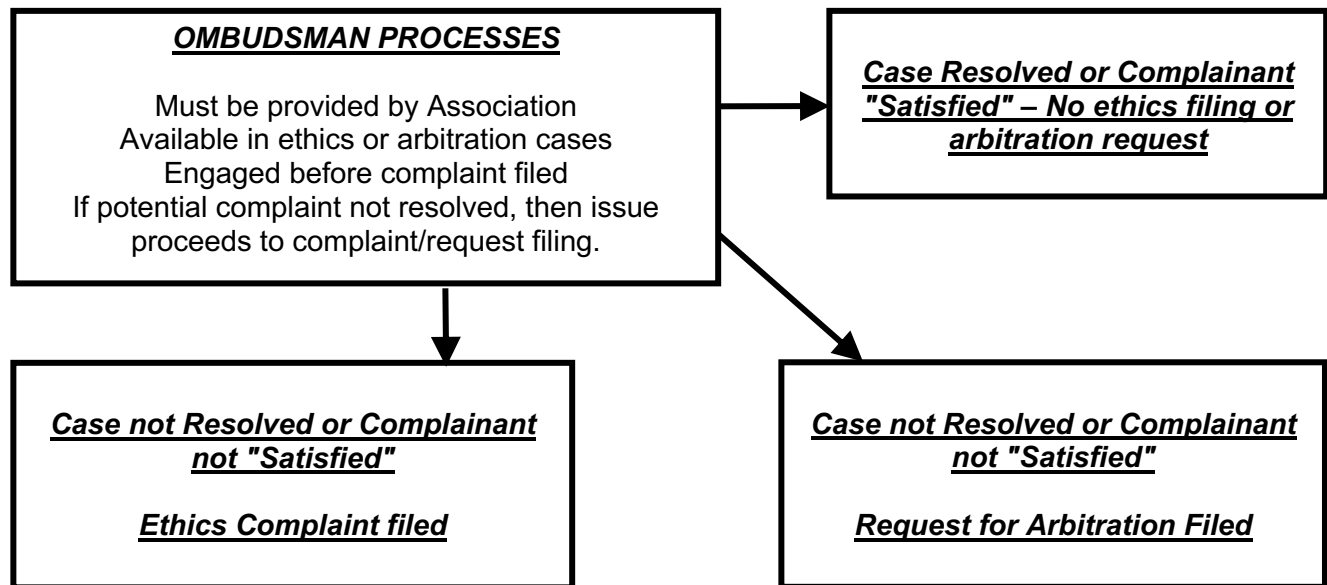 OMBUDSMAN PROCESSES
Must be provided by Association
Available in ethics or arbitration cases
Engaged before complaint filed
If potential complaint not resolved, then issue
proceeds to complaint/request filing.
Case Resolved or Complainant
"Satisfied" – No ethics filing or
arbitration request
Case not Resolved or Complainant
not "Satisfied"
Ethics Complaint filed
Case not Resolved or Complainant
not "Satisfied"
Request for Arbitration Filed